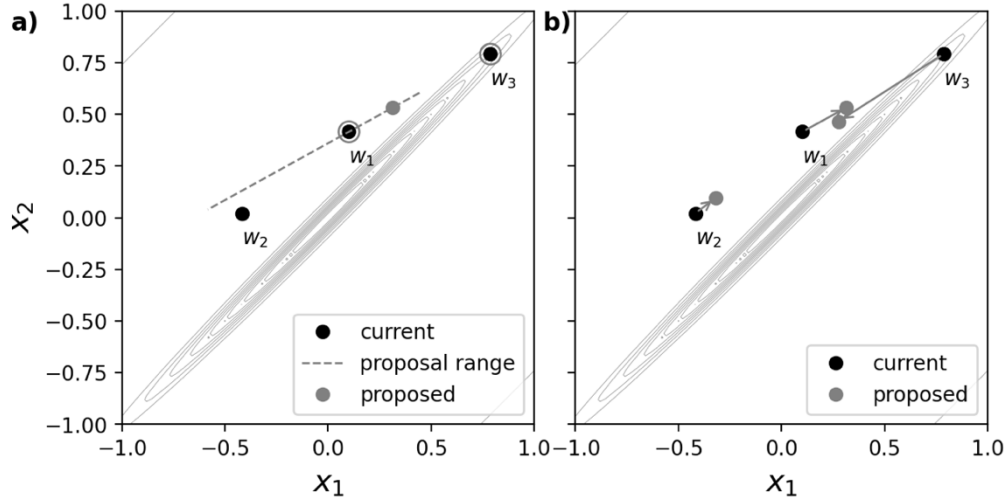 a)
1.00
0.75
0.50
0.25
0.00
−0.25
−0.50
−0.75
−1.00
x₂
w₃
w₁
w₂
current
proposal range
proposed
−1.0
−0.5
0.0
0.5
1.0
x₁
b)
w₃
w₁
w₂
current
proposed
−1.0
−0.5
0.0
0.5
1.0
x₁